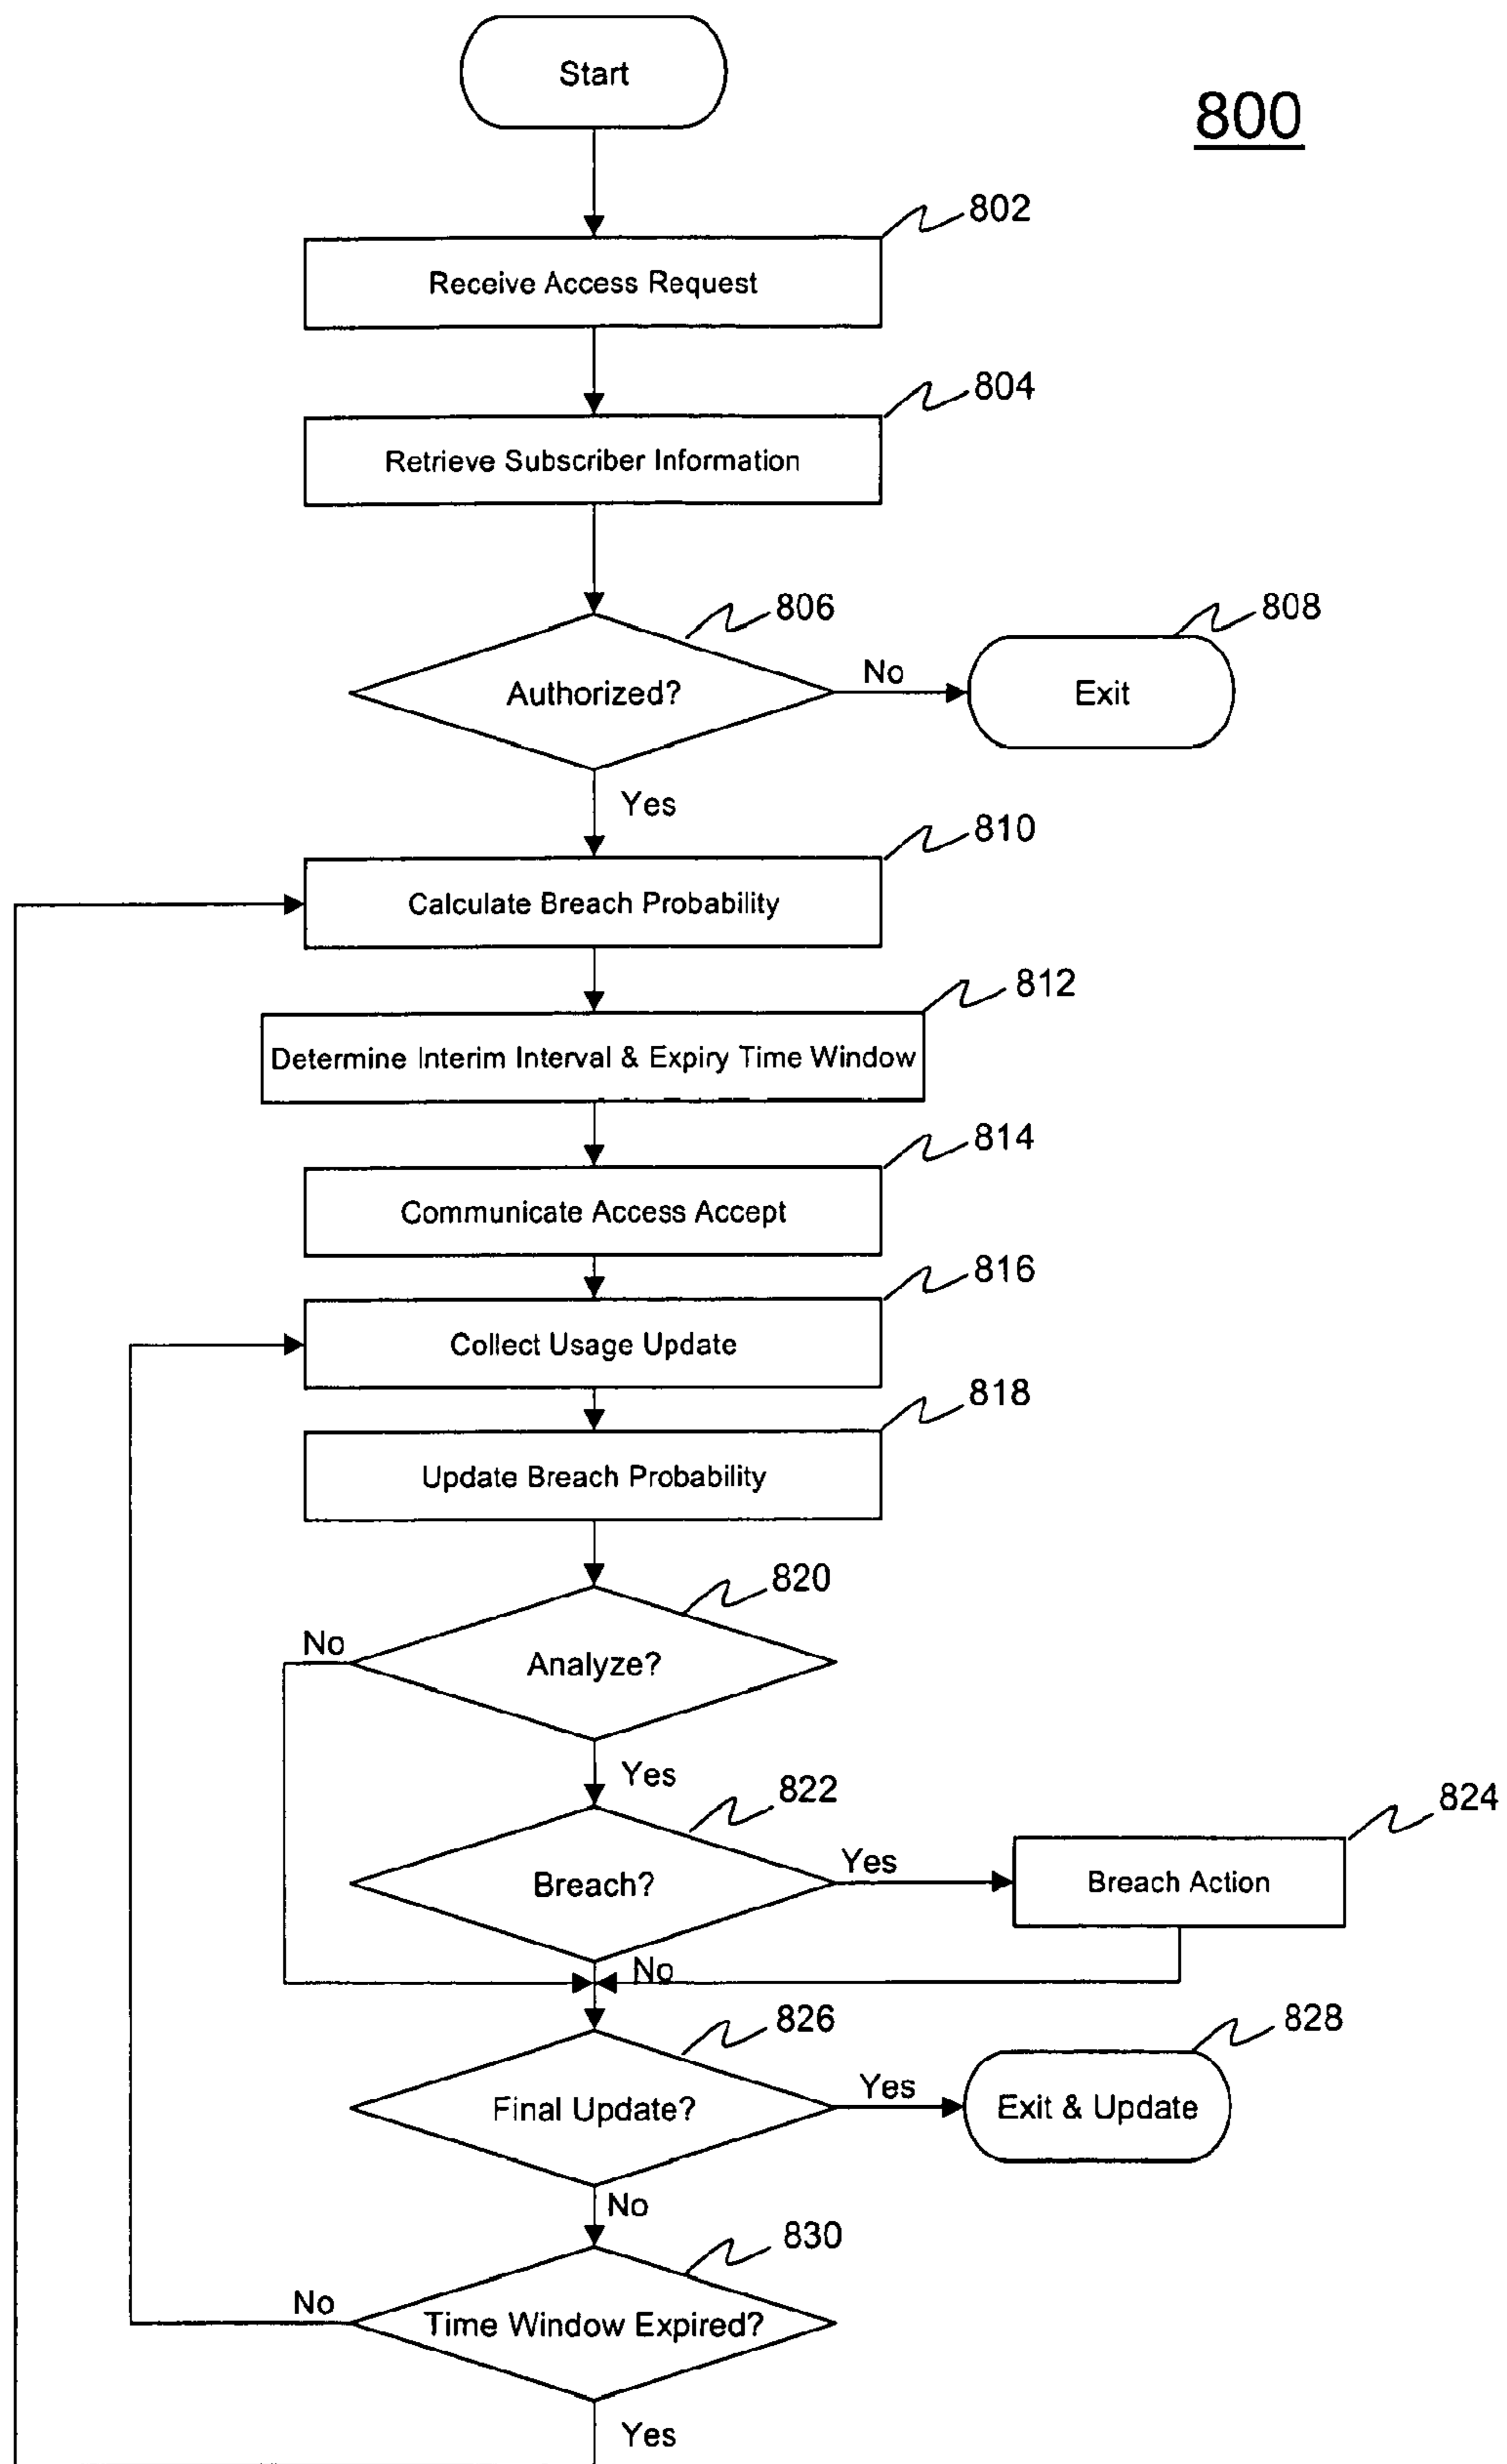 Start
800
802
Receive Access Request
804
Retrieve Subscriber Information
806
808
Authorized?
No
Exit
Yes
810
Calculate Breach Probability
812
Determine Interim Interval & Expiry Time Window
814
Communicate Access Accept
816
Collect Usage Update
818
Update Breach Probability
820
No
Analyze?
Yes
822
824
Breach?
Yes
Breach Action
No
826
828
Final Update?
Yes
Exit & Update
No
830
No
Time Window Expired?
Yes